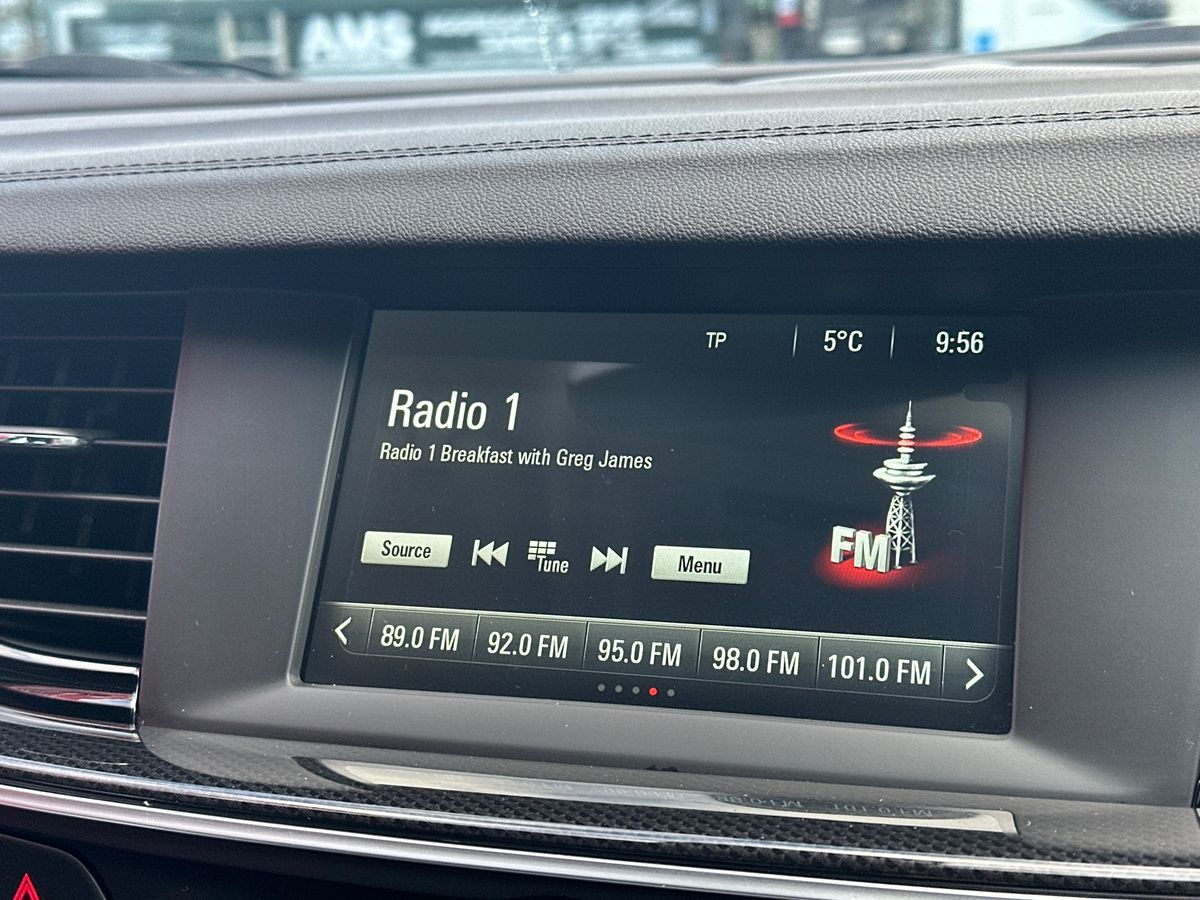 AMS
TP 5°C 9:56
Radio 1
Radio 1 Breakfast with Greg James
FM
Source Tune Menu
89.0 FM 92.0 FM 95.0 FM 98.0 FM 101.0 FM